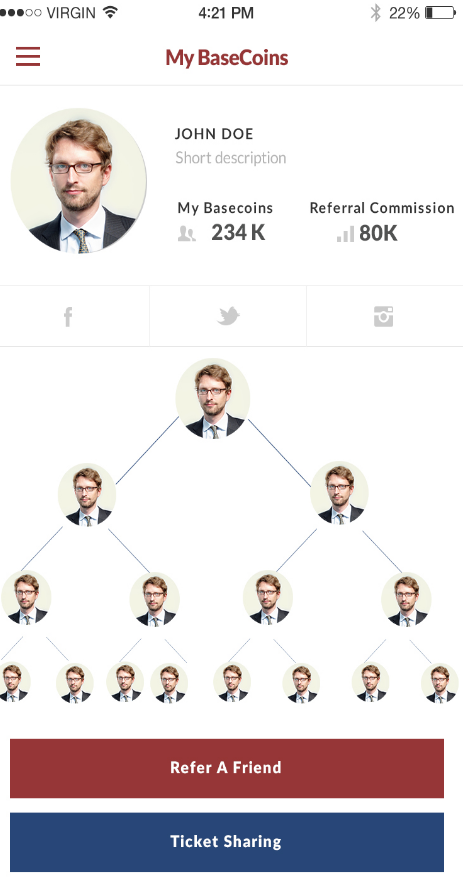 VIRGIN 4:21 PM 22%
My BaseCoins
JOHN DOE
Short description
My Basecoins Referral Commission
234 K 80K
Refer A Friend
Ticket Sharing